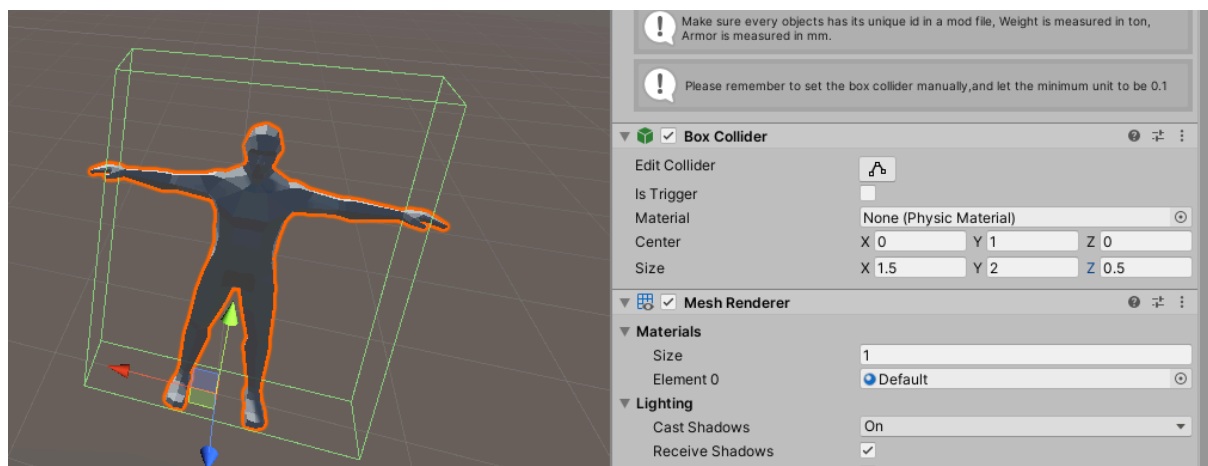 Make sure every objects has its unique id in a mod file, Weight is measured in ton,
Armor is measured in mm.
Please remember to set the box collider manually,and let the minimum unit to be 0.1
Box Collider
Edit Collider
Is Trigger
Material None (Physic Material)
Center X 0 Y 1 Z 0
Size X 1.5 Y 2 Z 0.5
Mesh Renderer
Materials
Size 1
Element 0 Default
Lighting
Cast Shadows On
Receive Shadows